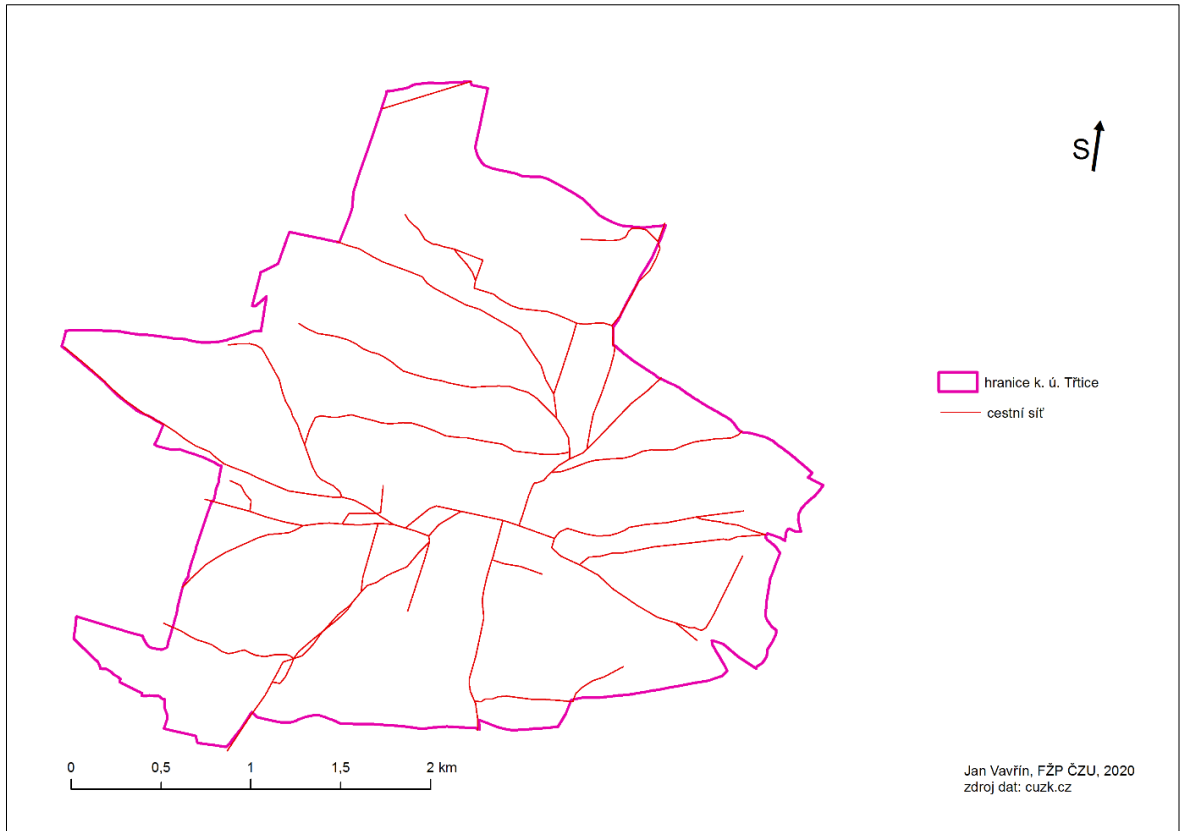 S
hranice k. ú. Třtice
cestní síť
0 0,5 1 1,5 2 km
Jan Vavřín, FŽP ČZU, 2020
zdroj dat: cuzk.cz